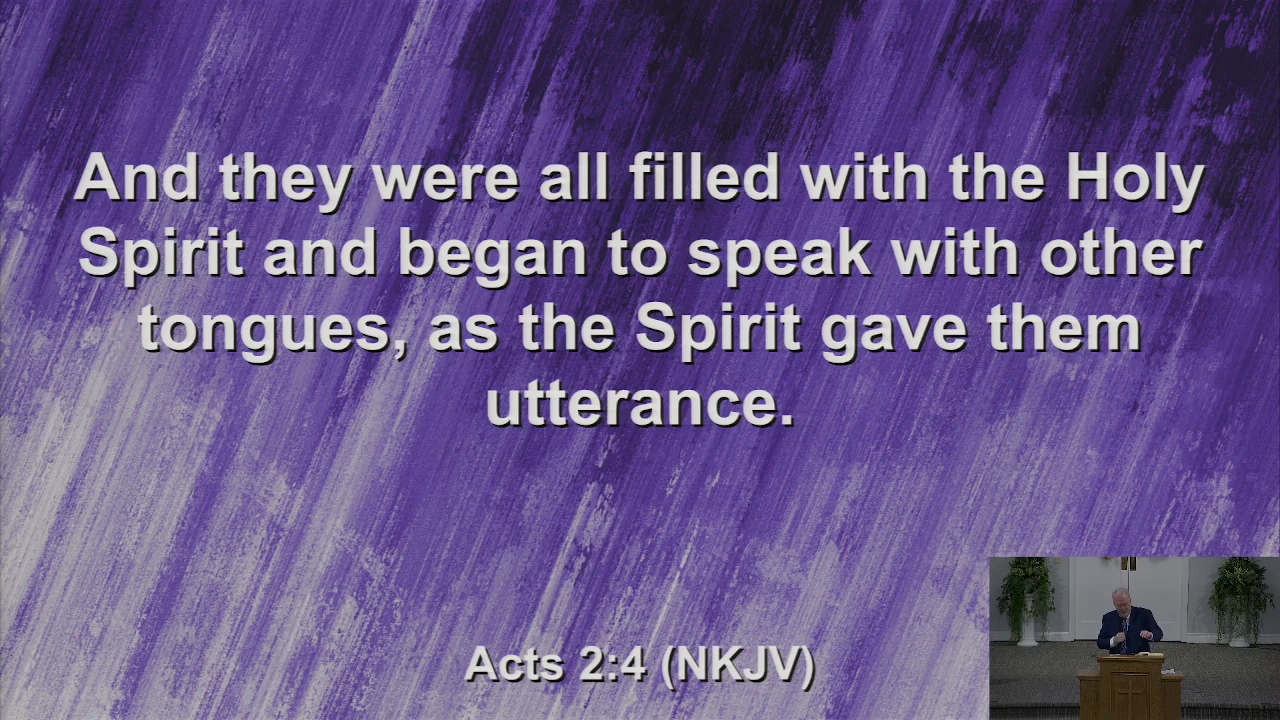 And they were all filled with the Holy
Spirit and began to speak with other
tongues, as the Spirit gave them
utterance.
Acts 2:4 (NKJV)